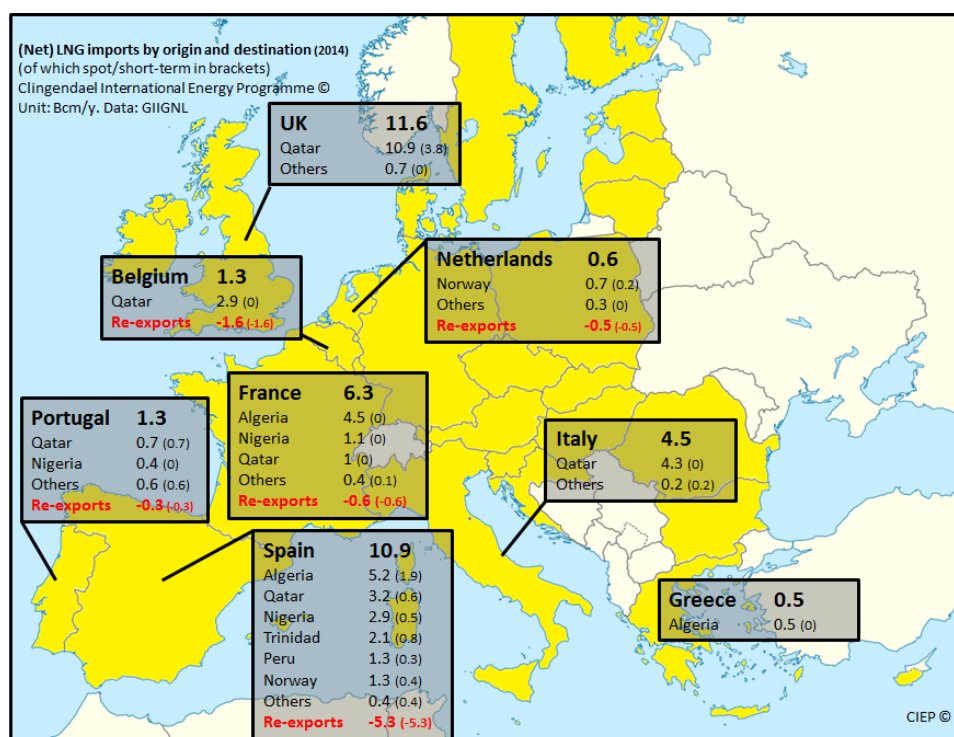 (Net) LNG imports by origin and destination (2014)
(of which spot/short-term in brackets)
Clingendael International Energy Programme ©
Unit: Bcm/y. Data: GIIGNL
UK 11.6
Qatar 10.9 (3.8)
Others 0.7 (0)
Belgium 1.3
Qatar 2.9 (0)
Re-exports -1.6 (-1.6)
Netherlands 0.6
Norway 0.7 (0.2)
Others 0.3 (0)
Re-exports -0.5 (-0.5)
France 6.3
Algeria 4.5 (0)
Nigeria 1.1 (0)
Qatar 1 (0)
Others 0.4 (0.1)
Re-exports -0.6 (-0.6)
Portugal 1.3
Qatar 0.7 (0.7)
Nigeria 0.4 (0)
Others 0.6 (0.6)
Re-exports -0.3 (-0.3)
Italy 4.5
Qatar 4.3 (0)
Others 0.2 (0.2)
Spain 10.9
Algeria 5.2 (1.9)
Qatar 3.2 (0.6)
Nigeria 2.9 (0.5)
Trinidad 2.1 (0.8)
Peru 1.3 (0.3)
Norway 1.3 (0.4)
Others 0.4 (0.4)
Re-exports -5.3 (-5.3)
Greece 0.5
Algeria 0.5 (0)
CIEP ©